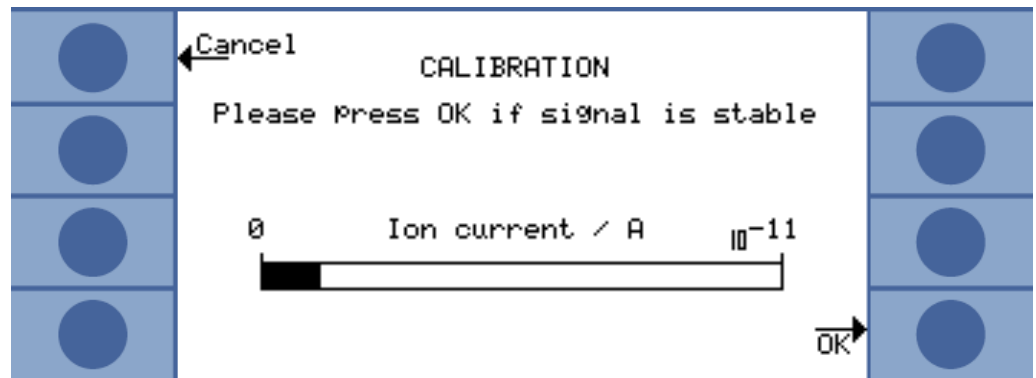 Cancel
CALIBRATION
Please press OK if signal is stable
0 Ion current / A 10-11
OK